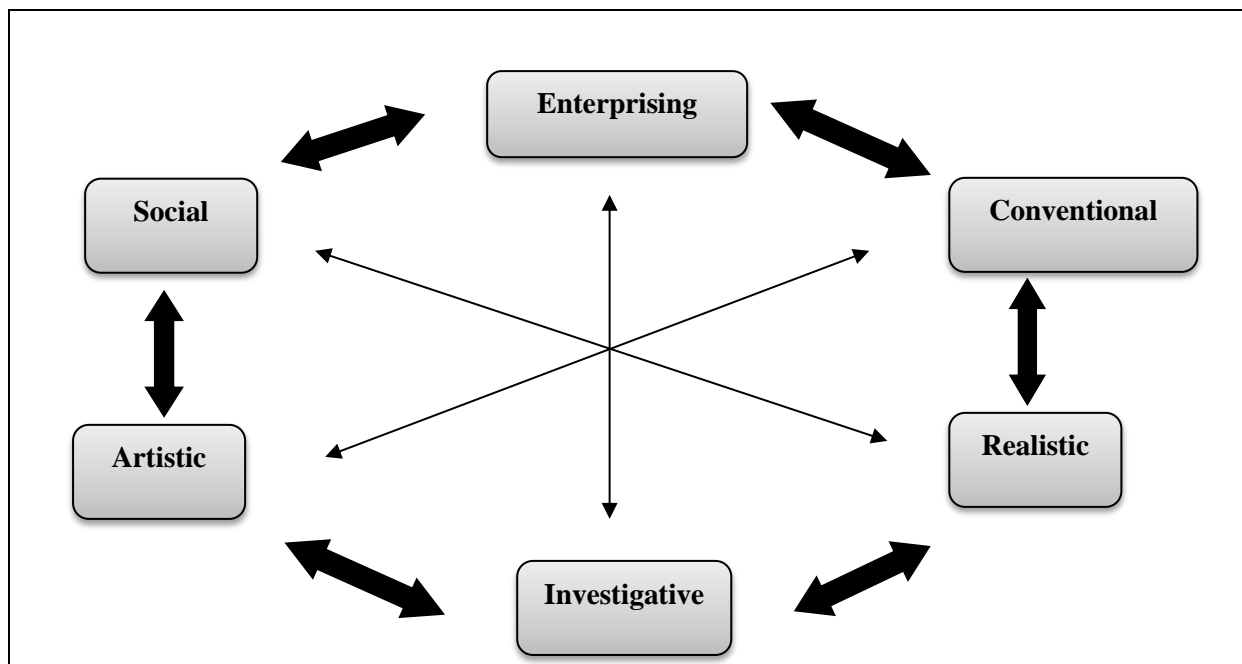 Enterprising
Social
Conventional
Artistic
Realistic
Investigative